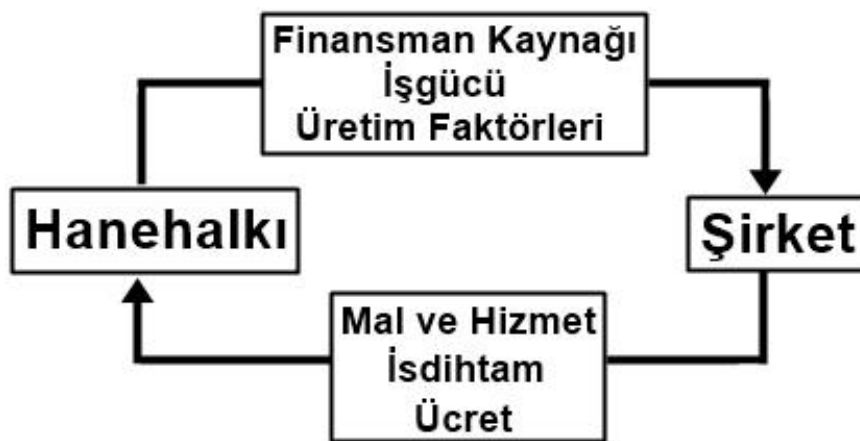 Finansman Kaynağı
İşgücü
Üretim Faktörleri
Hanehalkı
Şirket
Mal ve Hizmet
İsdihtam
Ücret